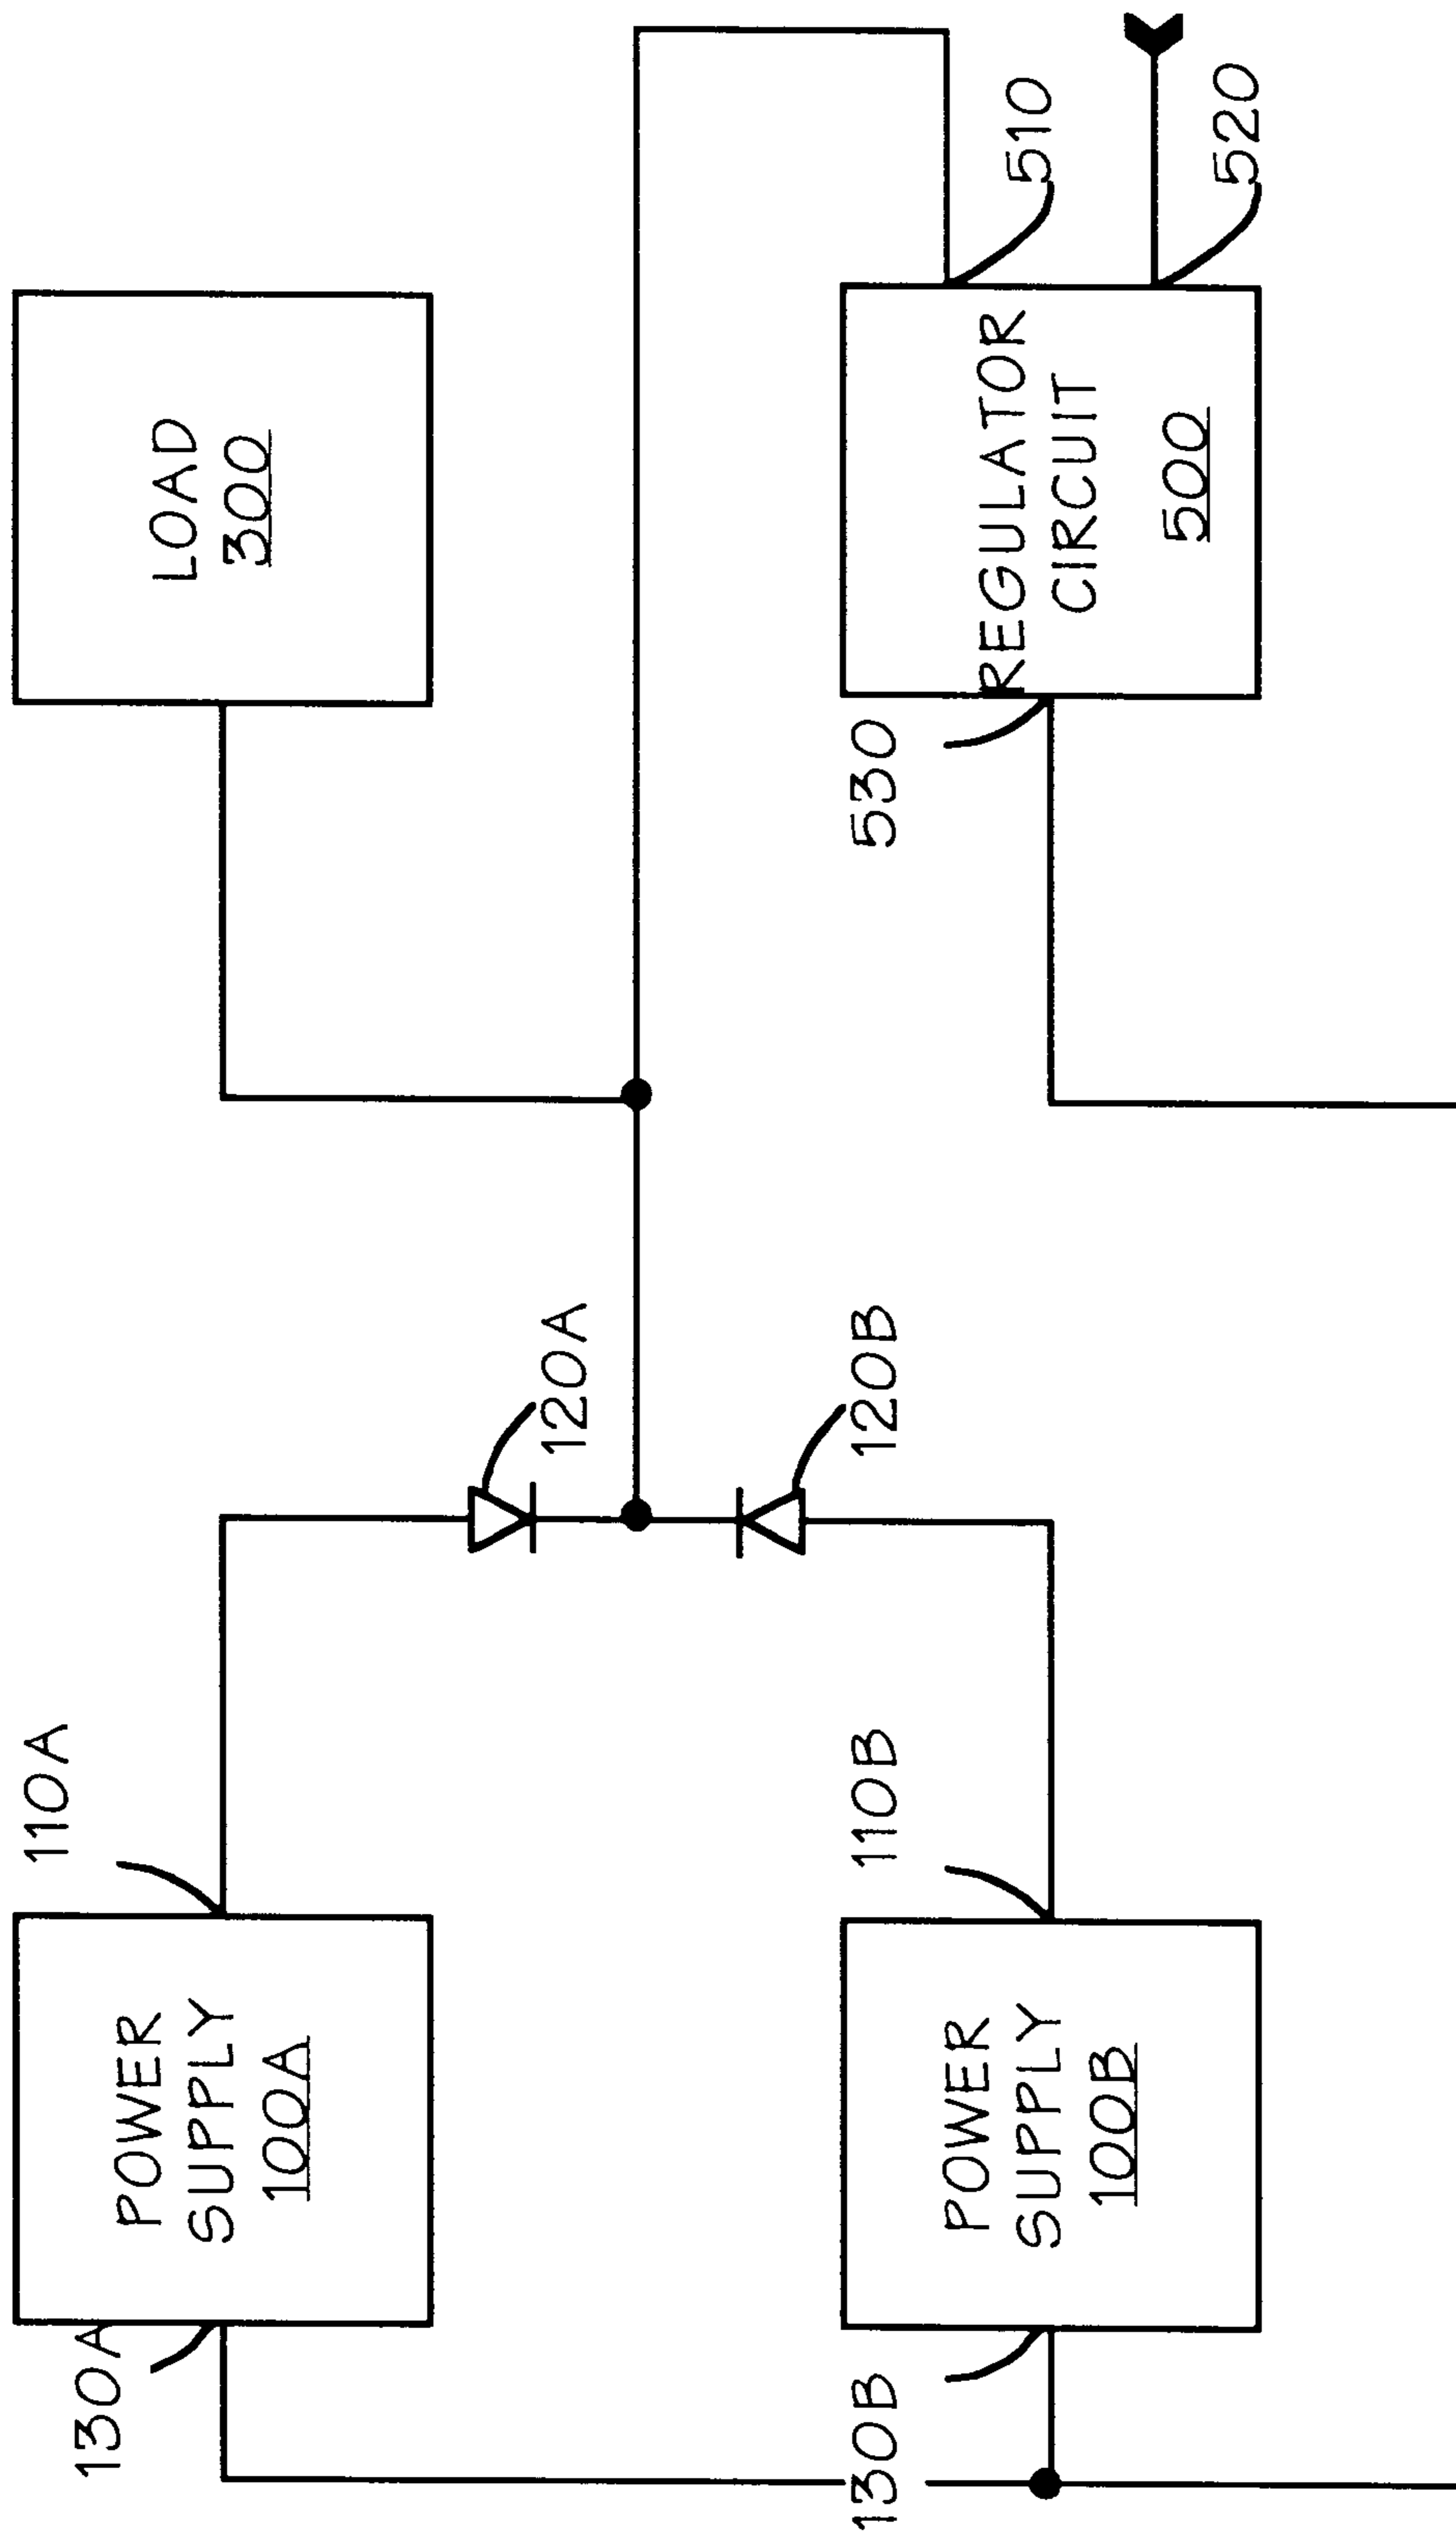 130A
POWER
SUPPLY
100A
110A
LOAD
300
120A
130B
POWER
SUPPLY
100B
110B
120B
530
REGULATOR
CIRCUIT
500
510
520